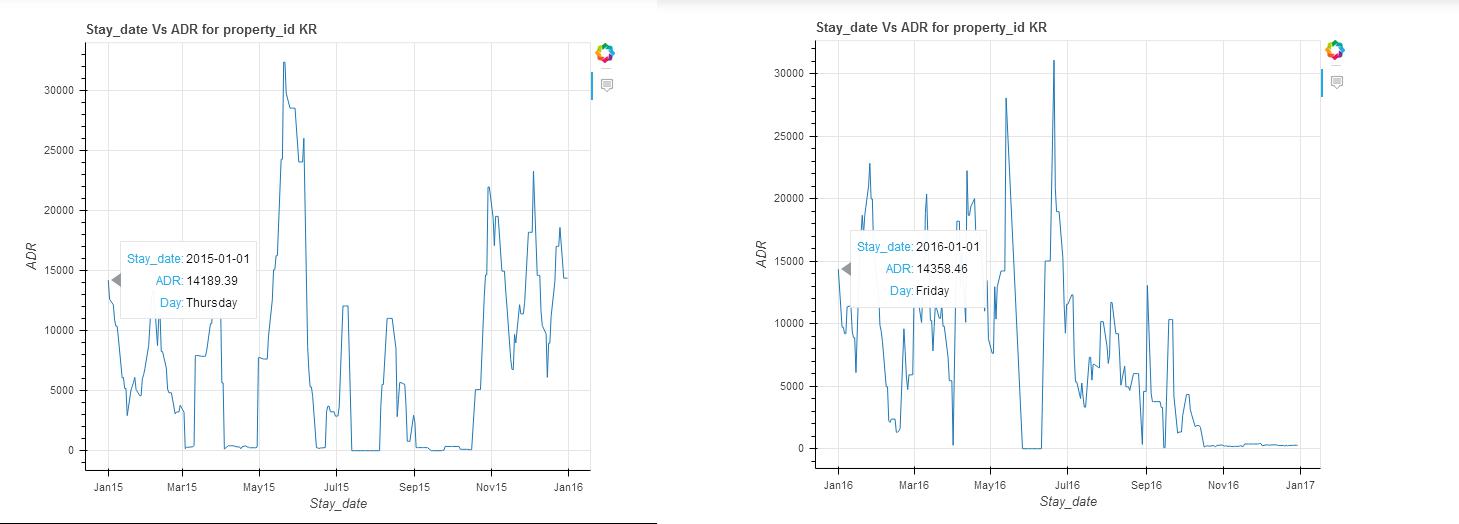 Stay_date Vs ADR for property_id KR
30000
25000
20000
15000
10000
5000
0
ADR
Stay_date: 2015-01-01
ADR: 14189.39
Day: Thursday
Jan15 Mar15 May15 Jul15 Sep15 Nov15 Jan16
Stay_date
Stay_date Vs ADR for property_id KR
30000
25000
20000
15000
10000
5000
0
ADR
Stay_date: 2016-01-01
ADR: 14358.46
Day: Friday
Jan16 Mar16 May16 Jul16 Sep16 Nov16 Jan17
Stay_date